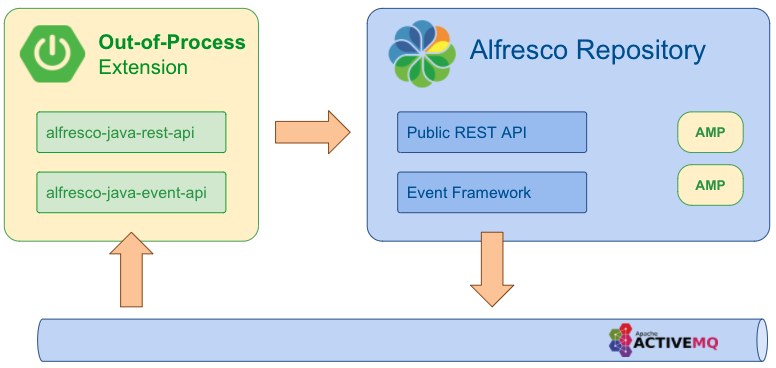 Out-of-Process
Extension
alfresco-java-rest-api
alfresco-java-event-api
Alfresco Repository
Public REST API
Event Framework
AMP
AMP
Apache
ACTIVEMQ